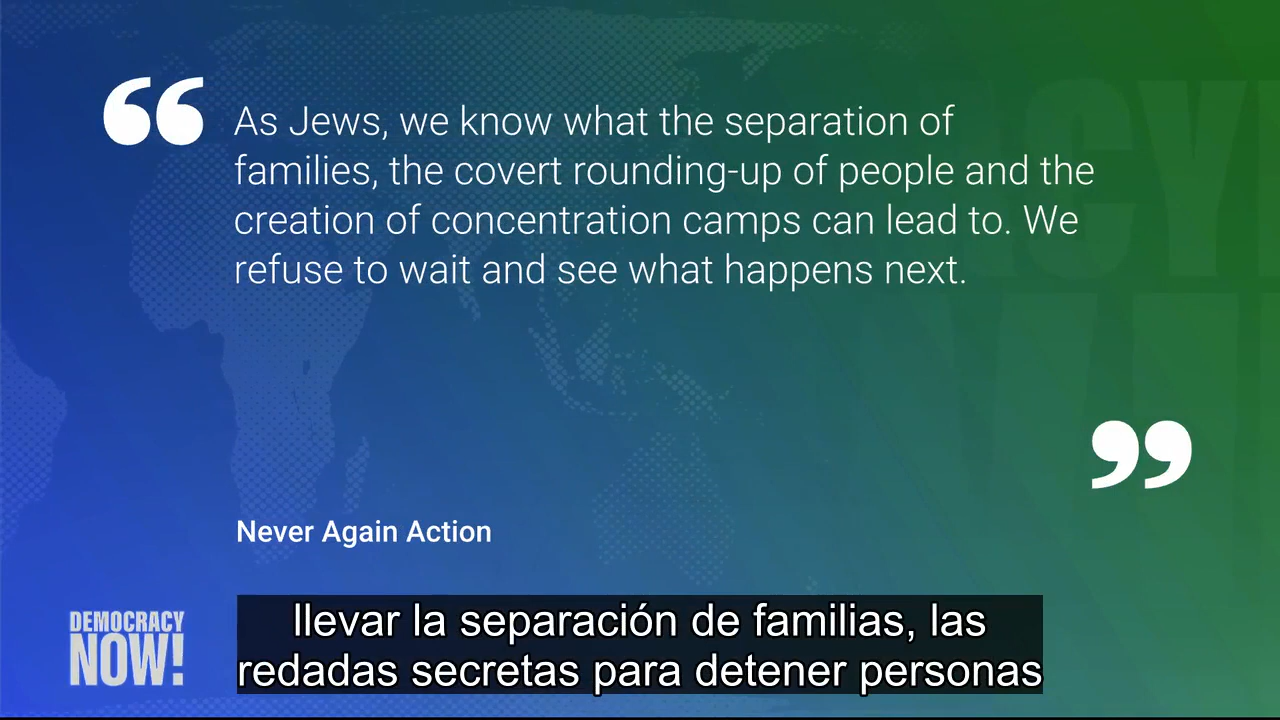 As Jews, we know what the separation of
families, the covert rounding-up of people and the
creation of concentration camps can lead to. We
refuse to wait and see what happens next.
Never Again Action
DEMOCRACY
NOW!
llevar la separación de familias, las
redadas secretas para detener personas